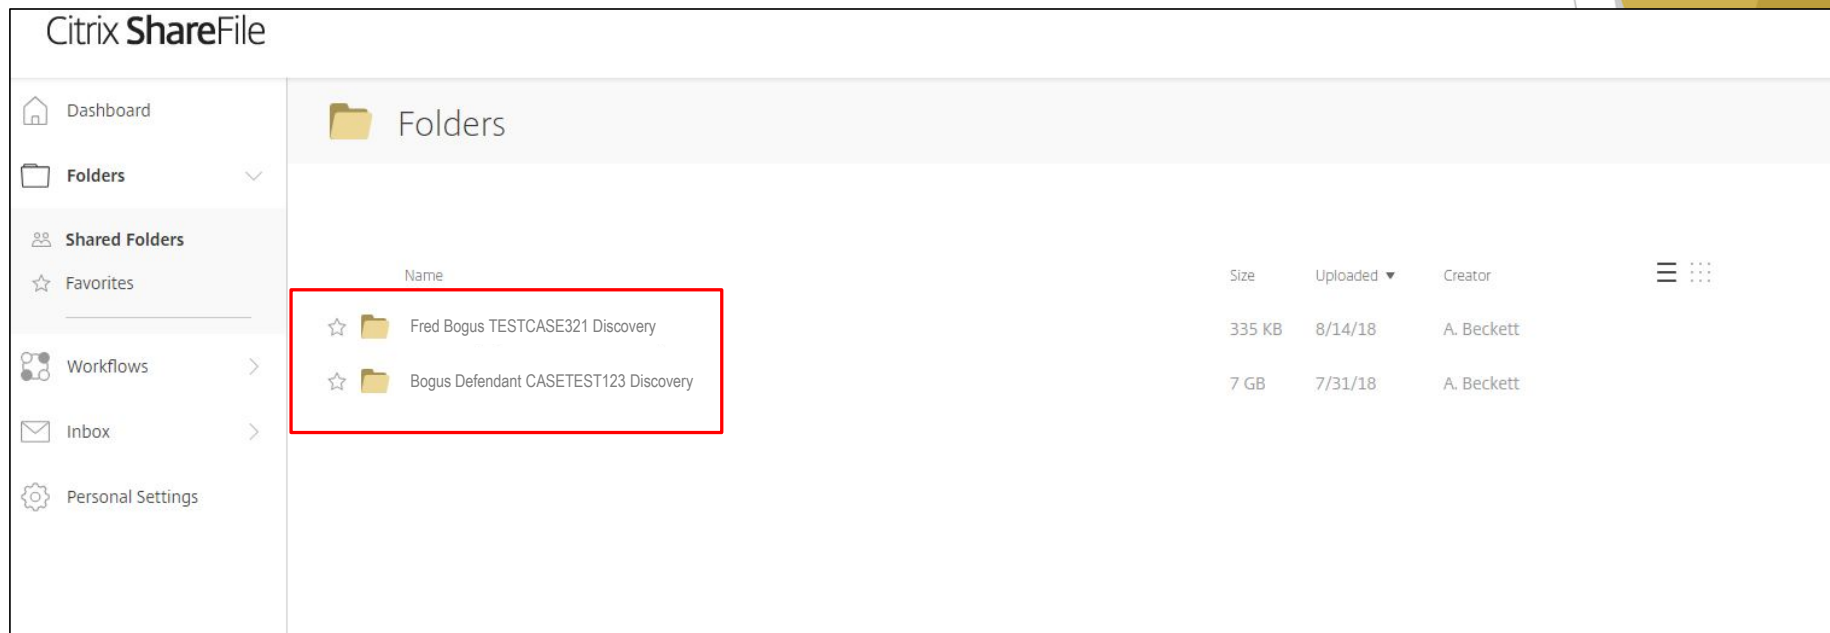 Citrix ShareFile
Dashboard
Folders
Shared Folders
Favorites
Workflows
Inbox
Personal Settings
Folders
Name Size Uploaded ▼ Creator
Fred Bogus TESTCASE321 Discovery 335 KB 8/14/18 A. Beckett
Bogus Defendant CASETEST123 Discovery 7 GB 7/31/18 A. Beckett